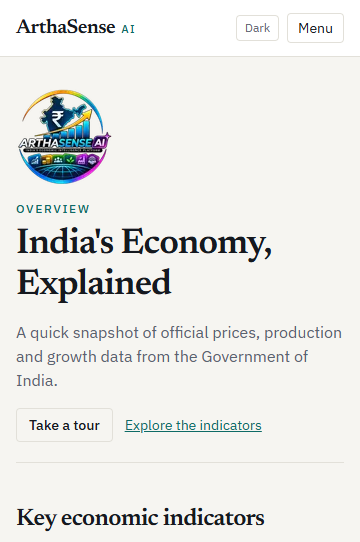 ArthaSense AI
Dark
Menu
₹
ARTHASENSE AI
OVERVIEW
India's Economy,
Explained
A quick snapshot of official prices, production
and growth data from the Government of
India.
Take a tour
Explore the indicators
Key economic indicators